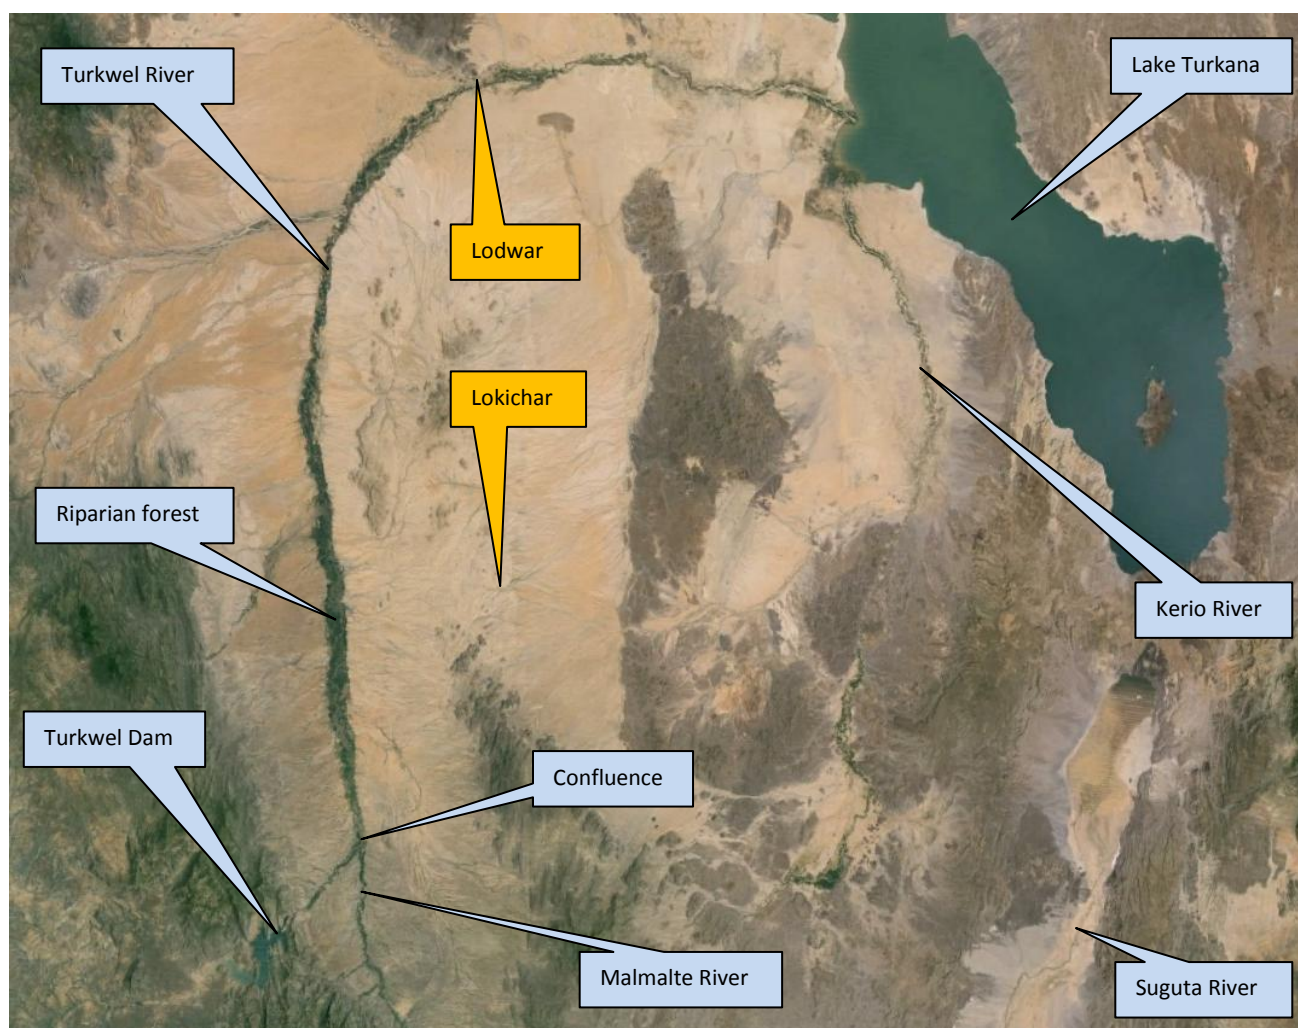 Turkwel River
Lake Turkana
Lodwar
Lokichar
Riparian forest
Kerio River
Turkwel Dam
Confluence
Malmalte River
Suguta River